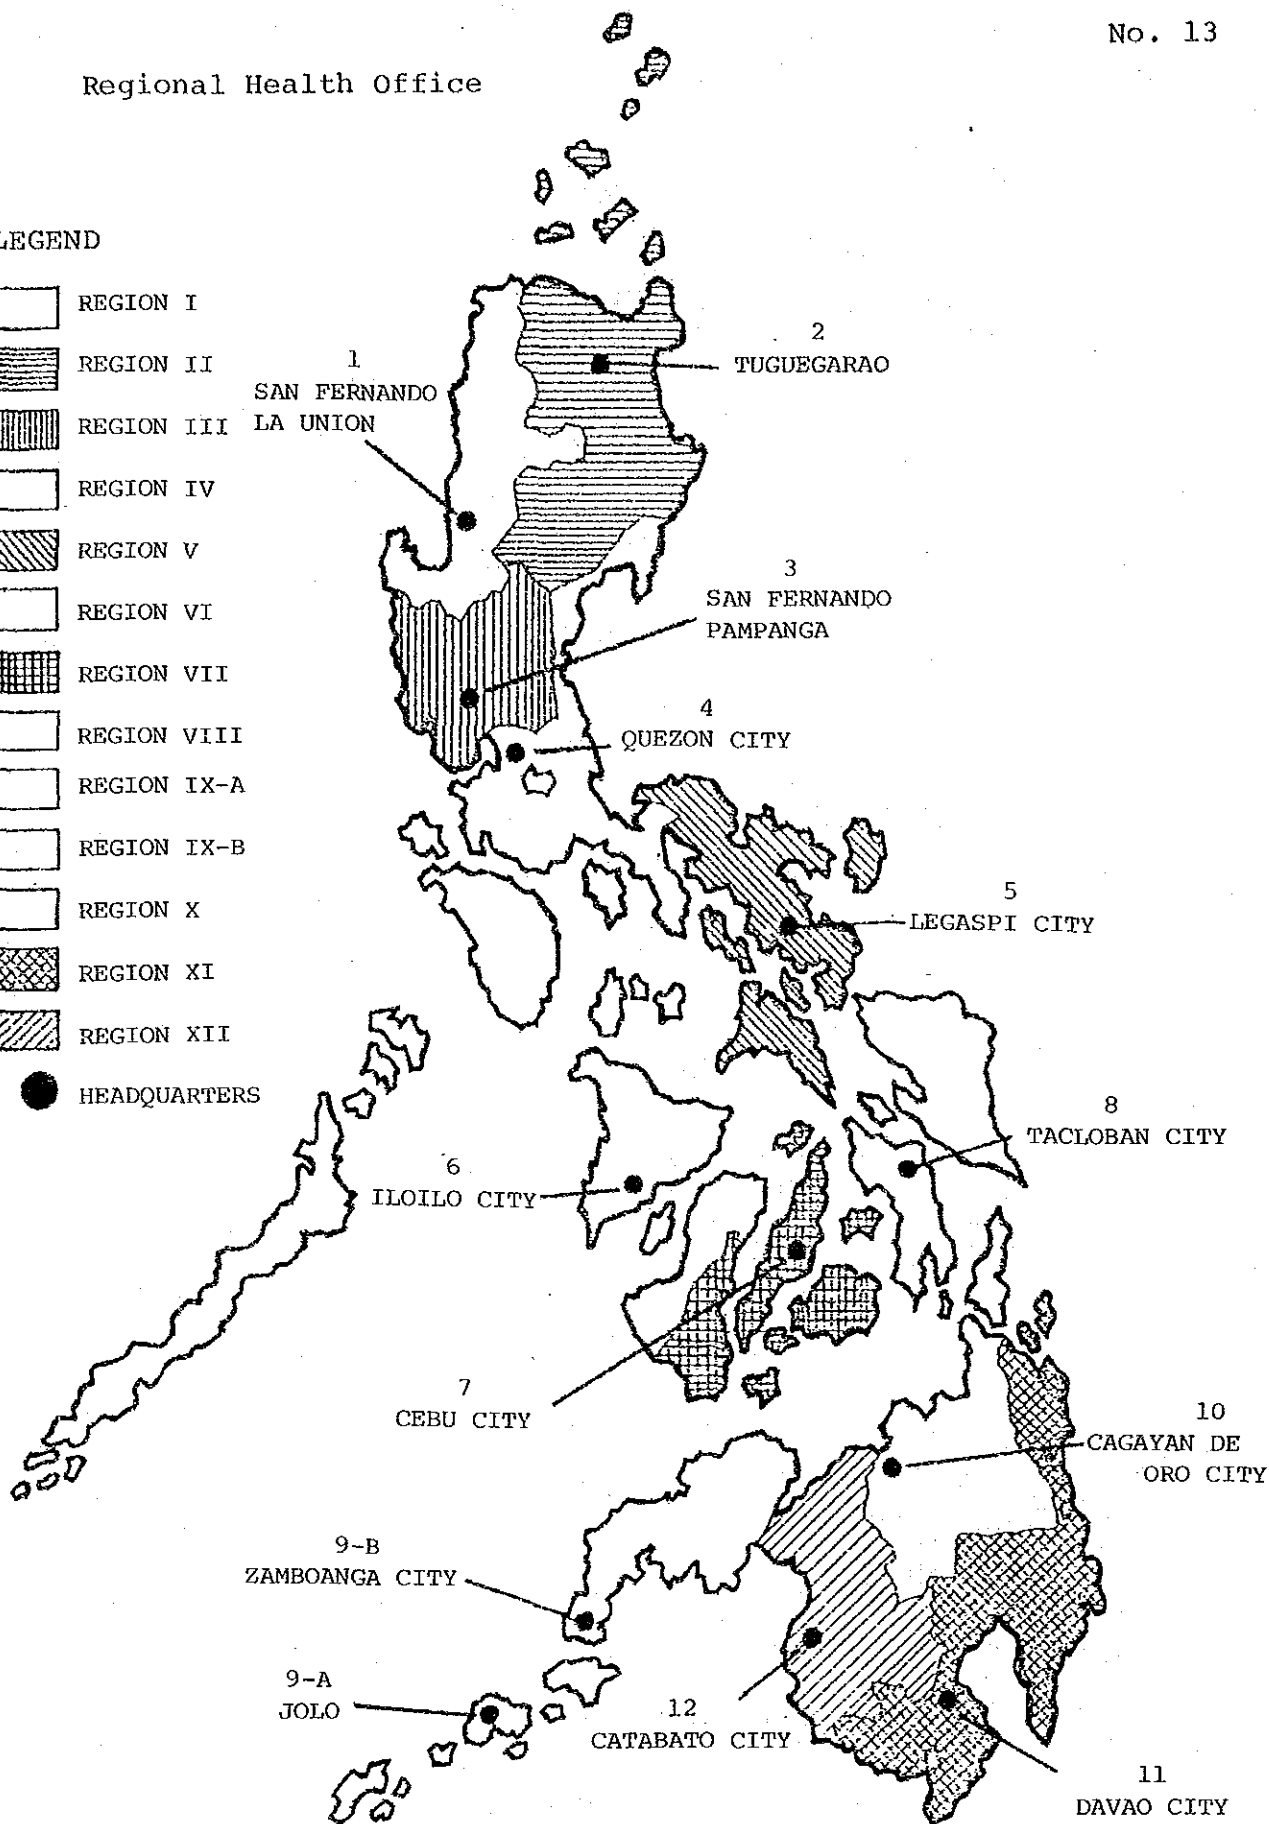 No. 13
Regional Health Office
LEGEND
REGION I
REGION II
REGION III
REGION IV
REGION V
REGION VI
REGION VII
REGION VIII
REGION IX-A
REGION IX-B
REGION X
REGION XI
REGION XII
HEADQUARTERS
1
SAN FERNANDO
LA UNION
2
TUGUEGARAO
3
SAN FERNANDO
PAMPANGA
4
QUEZON CITY
5
LEGASPI CITY
6
ILOILO CITY
8
TACLOBAN CITY
7
CEBU CITY
10
CAGAYAN DE
ORO CITY
9-B
ZAMBOANGA CITY
9-A
JOLO
12
CATABATO CITY
11
DAVAO CITY